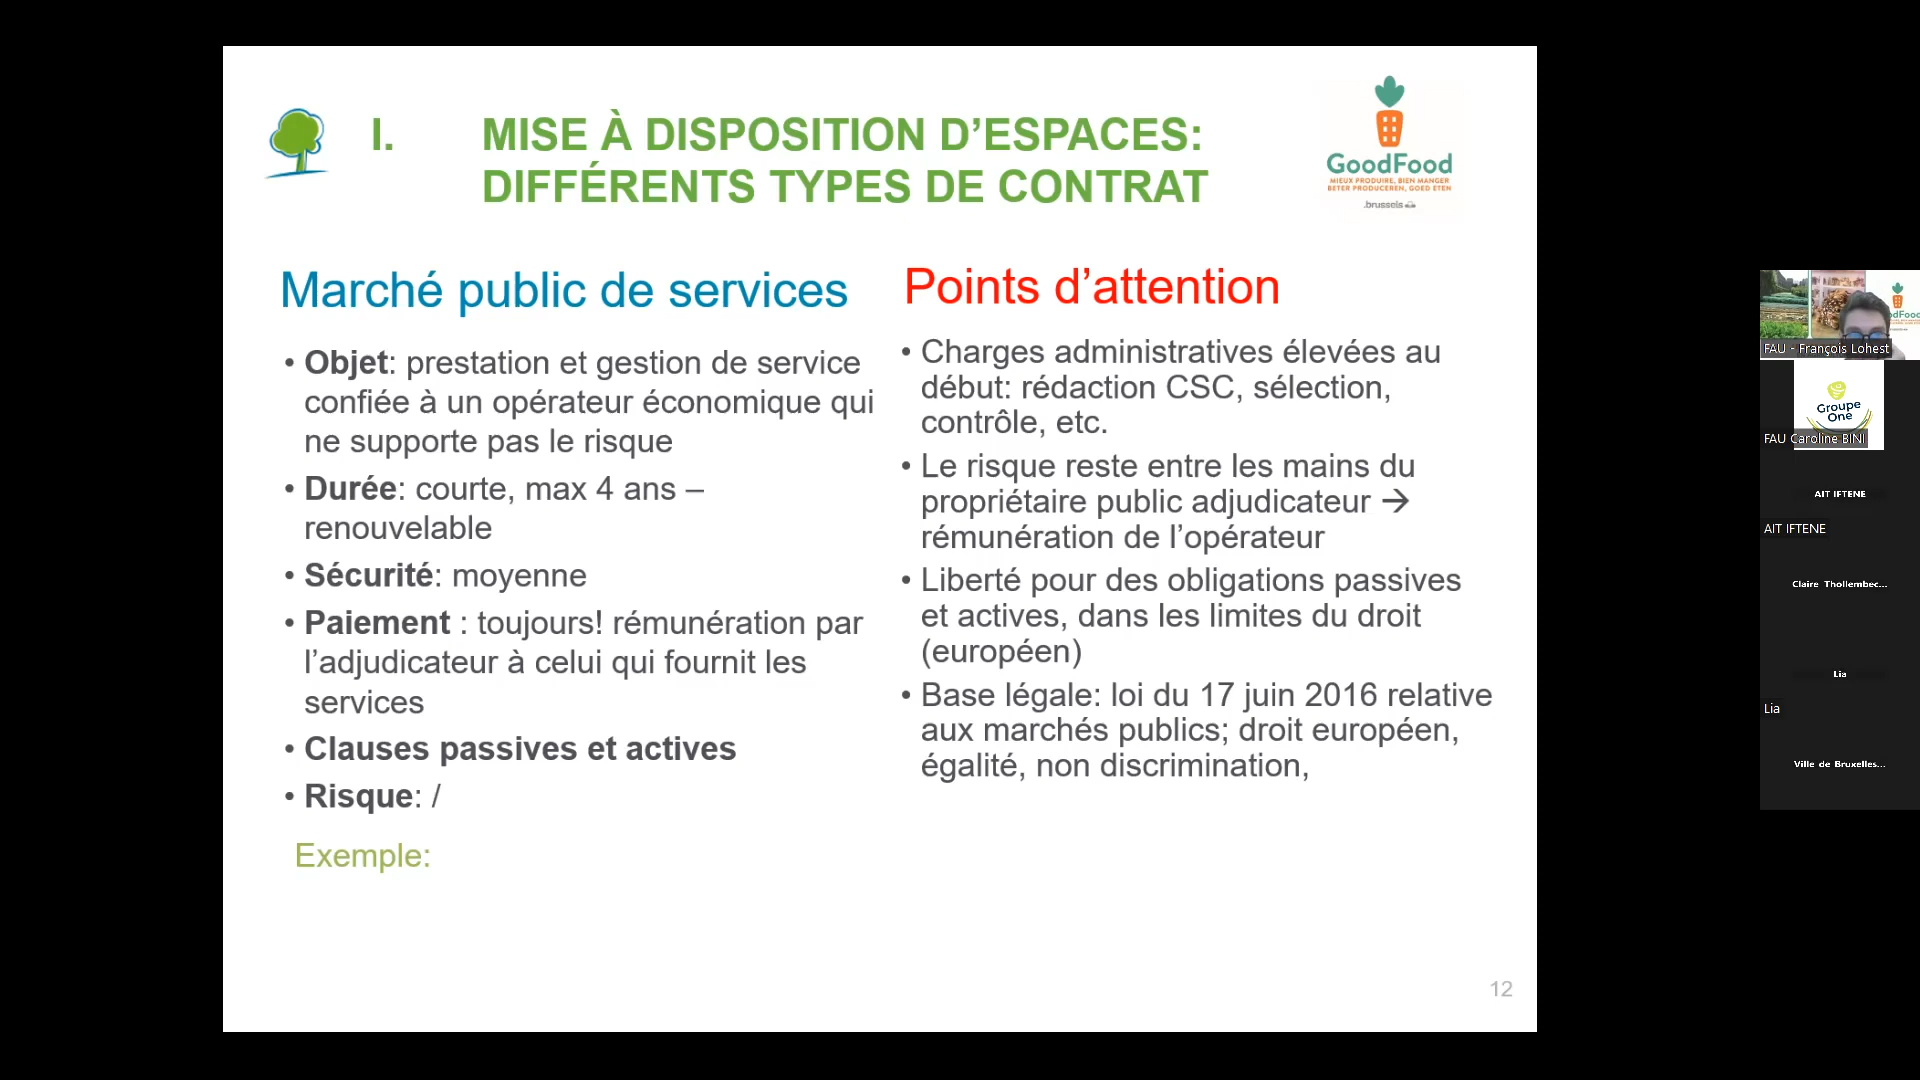 I. MISE À DISPOSITION D’ESPACES:
DIFFÉRENTS TYPES DE CONTRAT
GoodFood
MIEUX PRODUIRE, BIEN MANGER
BETER PRODUCEREN, GOED ETEN
.brussels
Marché public de services
• Objet: prestation et gestion de service
confiée à un opérateur économique qui
ne supporte pas le risque
• Durée: courte, max 4 ans –
renouvelable
• Sécurité: moyenne
• Paiement : toujours! rémunération par
l’adjudicateur à celui qui fournit les
services
• Clauses passives et actives
• Risque: /
Exemple:
Points d’attention
• Charges administratives élevées au
début: rédaction CSC, sélection,
contrôle, etc.
• Le risque reste entre les mains du
propriétaire public adjudicateur →
rémunération de l’opérateur
• Liberté pour des obligations passives
et actives, dans les limites du droit
(européen)
• Base légale: loi du 17 juin 2016 relative
aux marchés publics; droit européen,
égalité, non discrimination,
12
dFood
FAU - François Lohest
Groupe
One
FAU Caroline BINI
AIT IFTENE
AIT IFTENE
Claire Thollembec...
Lia
Lia
Ville de Bruxelles...